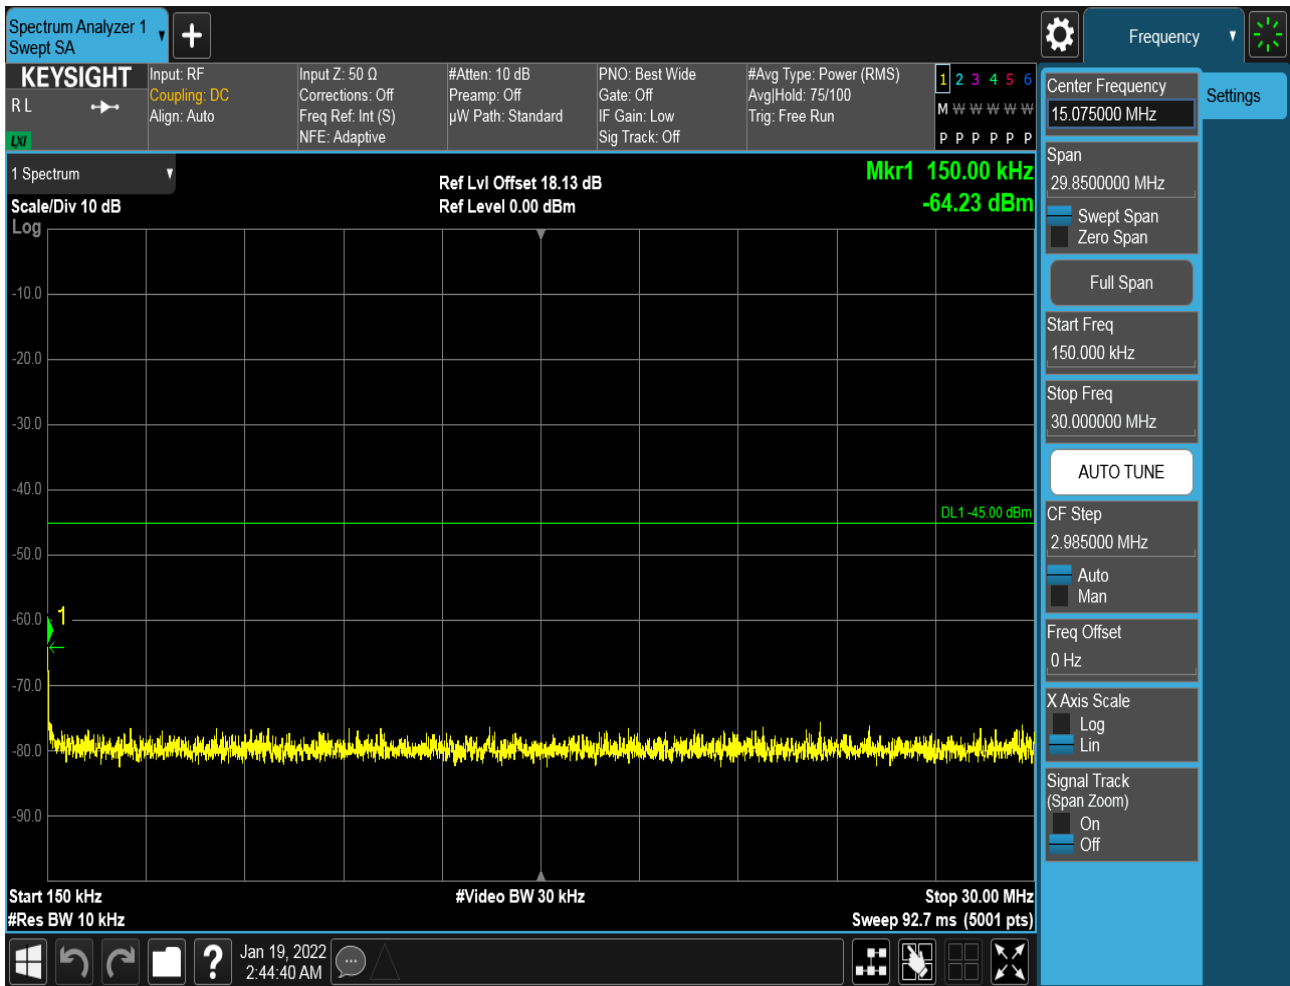 Spectrum Analyzer 1
Swept SA
Frequency
KEYSIGHT
R L
LXI
Input: RF
Coupling: DC
Align: Auto
Input Z: 50 Ω
Corrections: Off
Freq Ref: Int (S)
NFE: Adaptive
#Atten: 10 dB
Preamp: Off
µW Path: Standard
PNO: Best Wide
Gate: Off
IF Gain: Low
Sig Track: Off
#Avg Type: Power (RMS)
Avg|Hold: 75/100
Trig: Free Run
1 2 3 4 5 6
M W W W W W
P P P P P P
1 Spectrum
Scale/Div 10 dB
Log
Ref Lvl Offset 18.13 dB
Ref Level 0.00 dBm
Mkr1 150.00 kHz
-64.23 dBm
-10.0
-20.0
-30.0
-40.0
DL1 -45.00 dBm
-50.0
-60.0
1
-70.0
-80.0
-90.0
Start 150 kHz
#Video BW 30 kHz
Stop 30.00 MHz
#Res BW 10 kHz
Sweep 92.7 ms (5001 pts)
Center Frequency
15.075000 MHz
Settings
Span
29.8500000 MHz
Swept Span
Zero Span
Full Span
Start Freq
150.000 kHz
Stop Freq
30.000000 MHz
AUTO TUNE
CF Step
2.985000 MHz
Auto
Man
Freq Offset
0 Hz
X Axis Scale
Log
Lin
Signal Track
(Span Zoom)
On
Off
?
Jan 19, 2022
2:44:40 AM